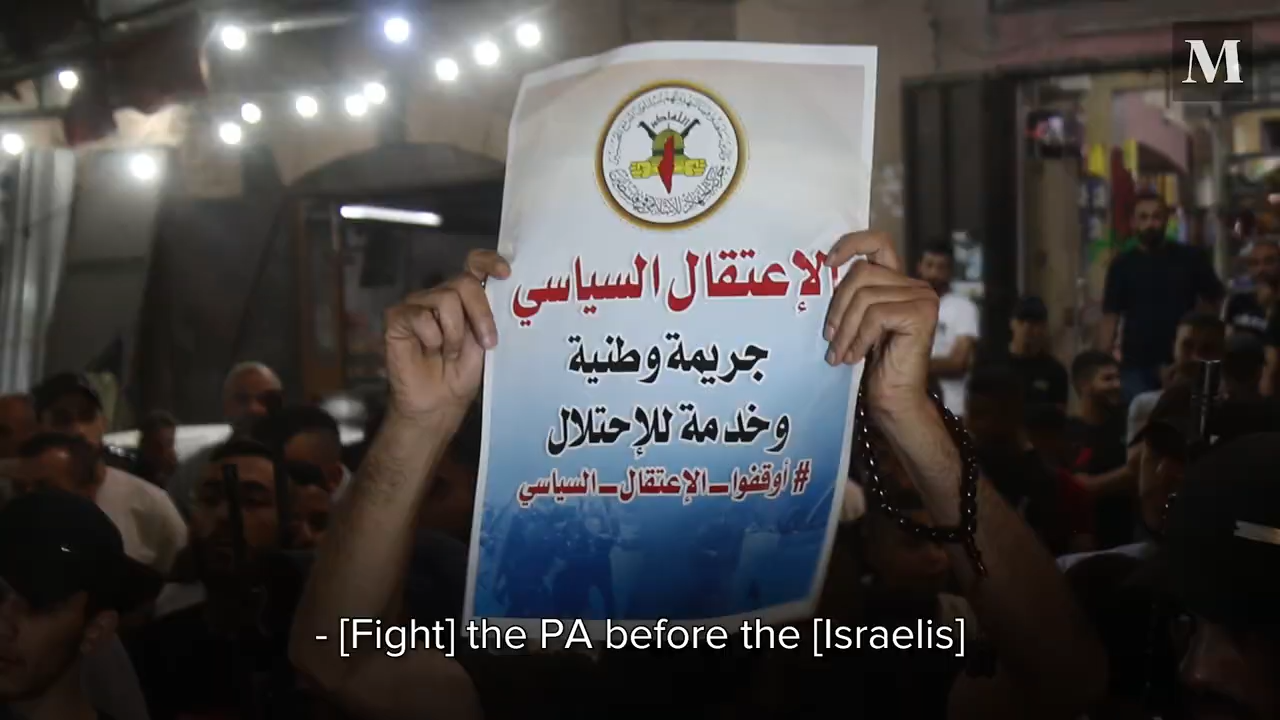 M
الإعتقال السياسي
جريمة وطنية
وخدمة للإحتلال
#أوقفوا_الإعتقال_السياسي
- [Fight] the PA before the [Israelis]